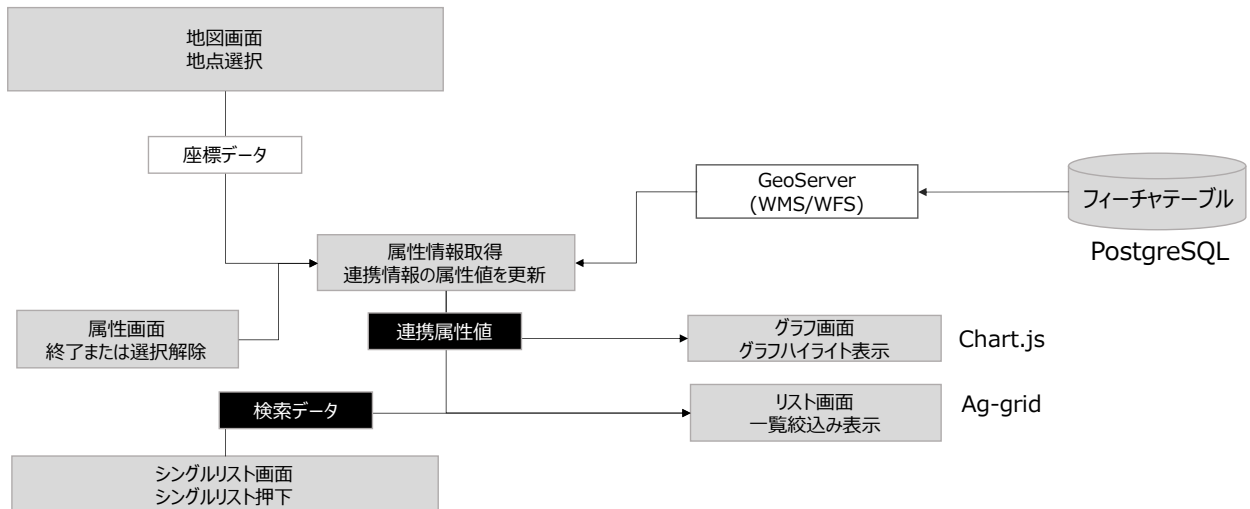 地図画面
地点選択
座標データ
GeoServer
(WMS/WFS)
フィーチャテーブル
PostgreSQL
属性情報取得
連携情報の属性値を更新
属性画面
終了または選択解除
連携属性値
グラフ画面
グラフハイライト表示
Chart.js
検索データ
リスト画面
一覧絞込み表示
Ag-grid
シングルリスト画面
シングルリスト押下